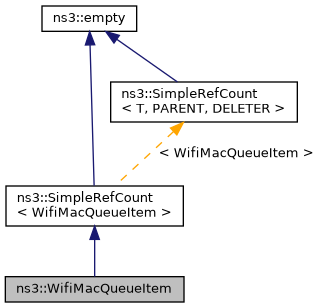 ns3::empty
ns3::SimpleRefCount
< T, PARENT, DELETER >
< WifiMacQueueItem >
ns3::SimpleRefCount
< WifiMacQueueItem >
ns3::WifiMacQueueItem